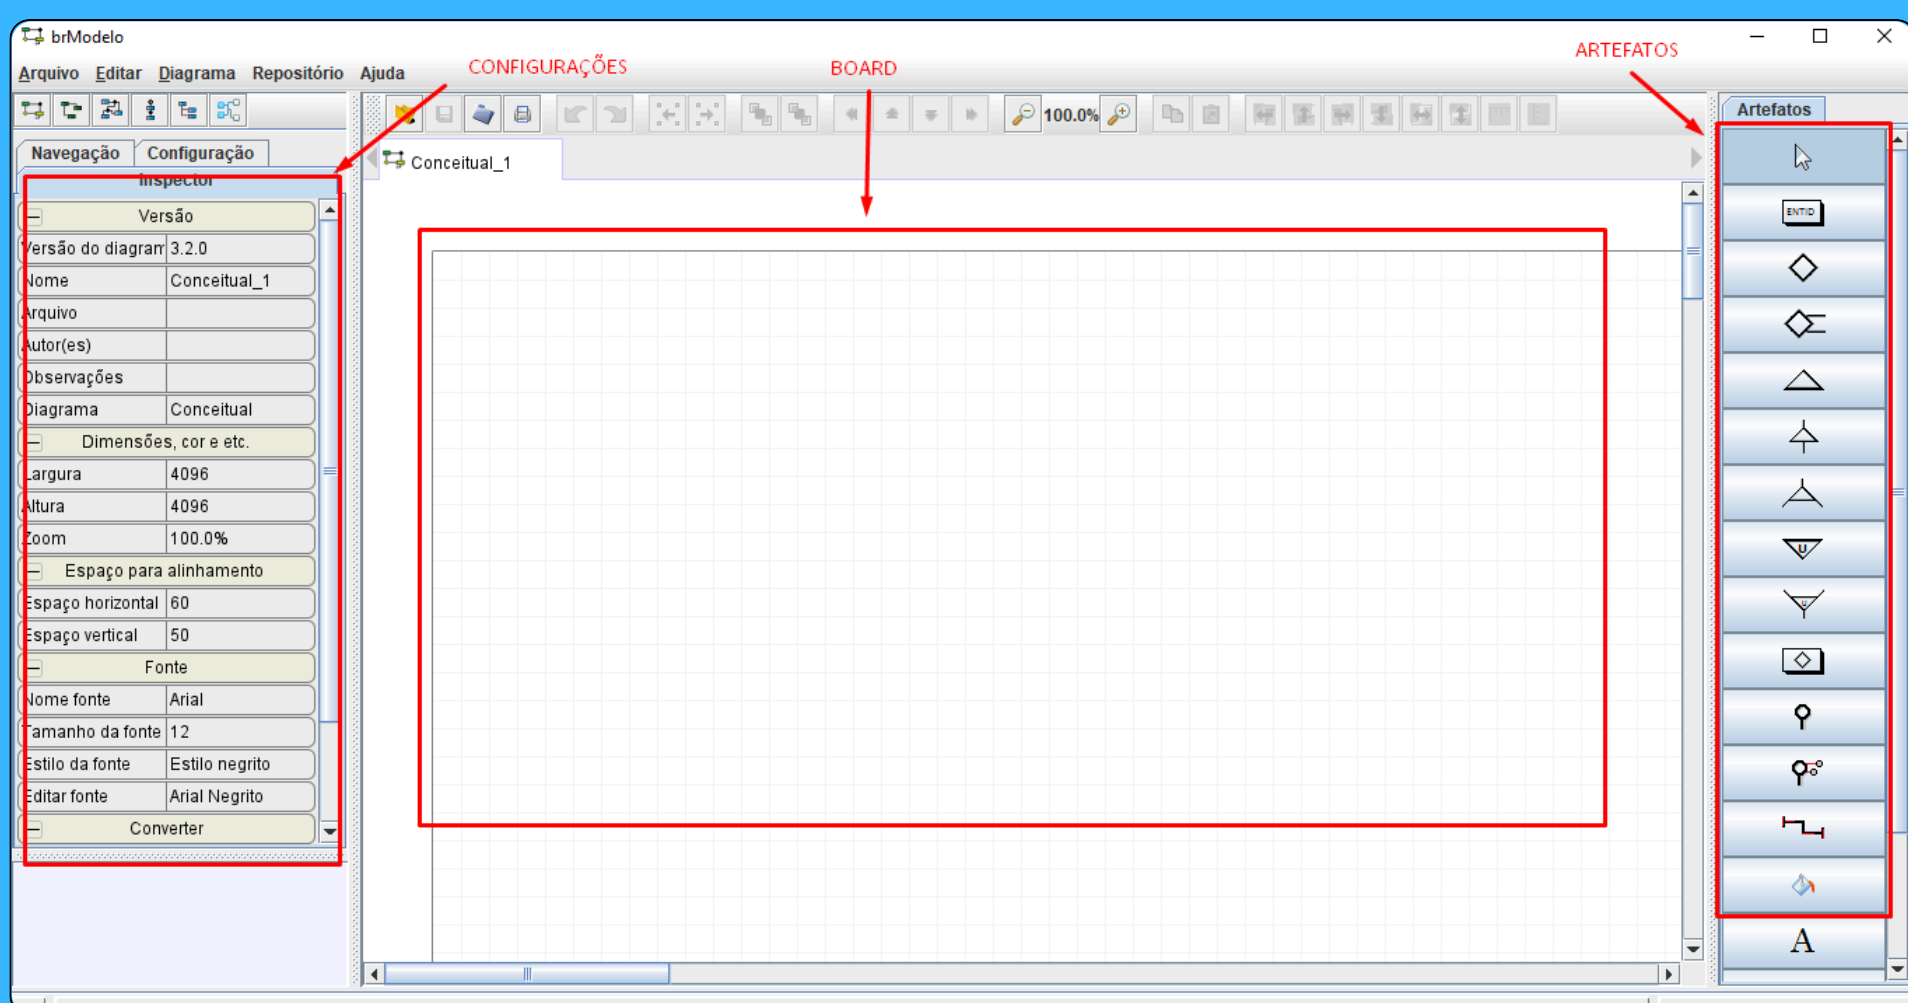 brModelo
Arquivo Editar Diagrama Repositório Ajuda
CONFIGURAÇÕES
BOARD
ARTEFATOS
100.0%
Artefatos
Navegação Configuração
Inspector
Conceitual_1
Versão
Versão do diagram 3.2.0
Nome Conceitual_1
Arquivo
Autor(es)
Observações
Diagrama Conceitual
Dimensões, cor e etc.
Largura 4096
Altura 4096
Zoom 100.0%
Espaço para alinhamento
Espaço horizontal 60
Espaço vertical 50
Fonte
Nome fonte Arial
Tamanho da fonte 12
Estilo da fonte Estilo negrito
Editar fonte Arial Negrito
Converter
ENTID
U
U
A